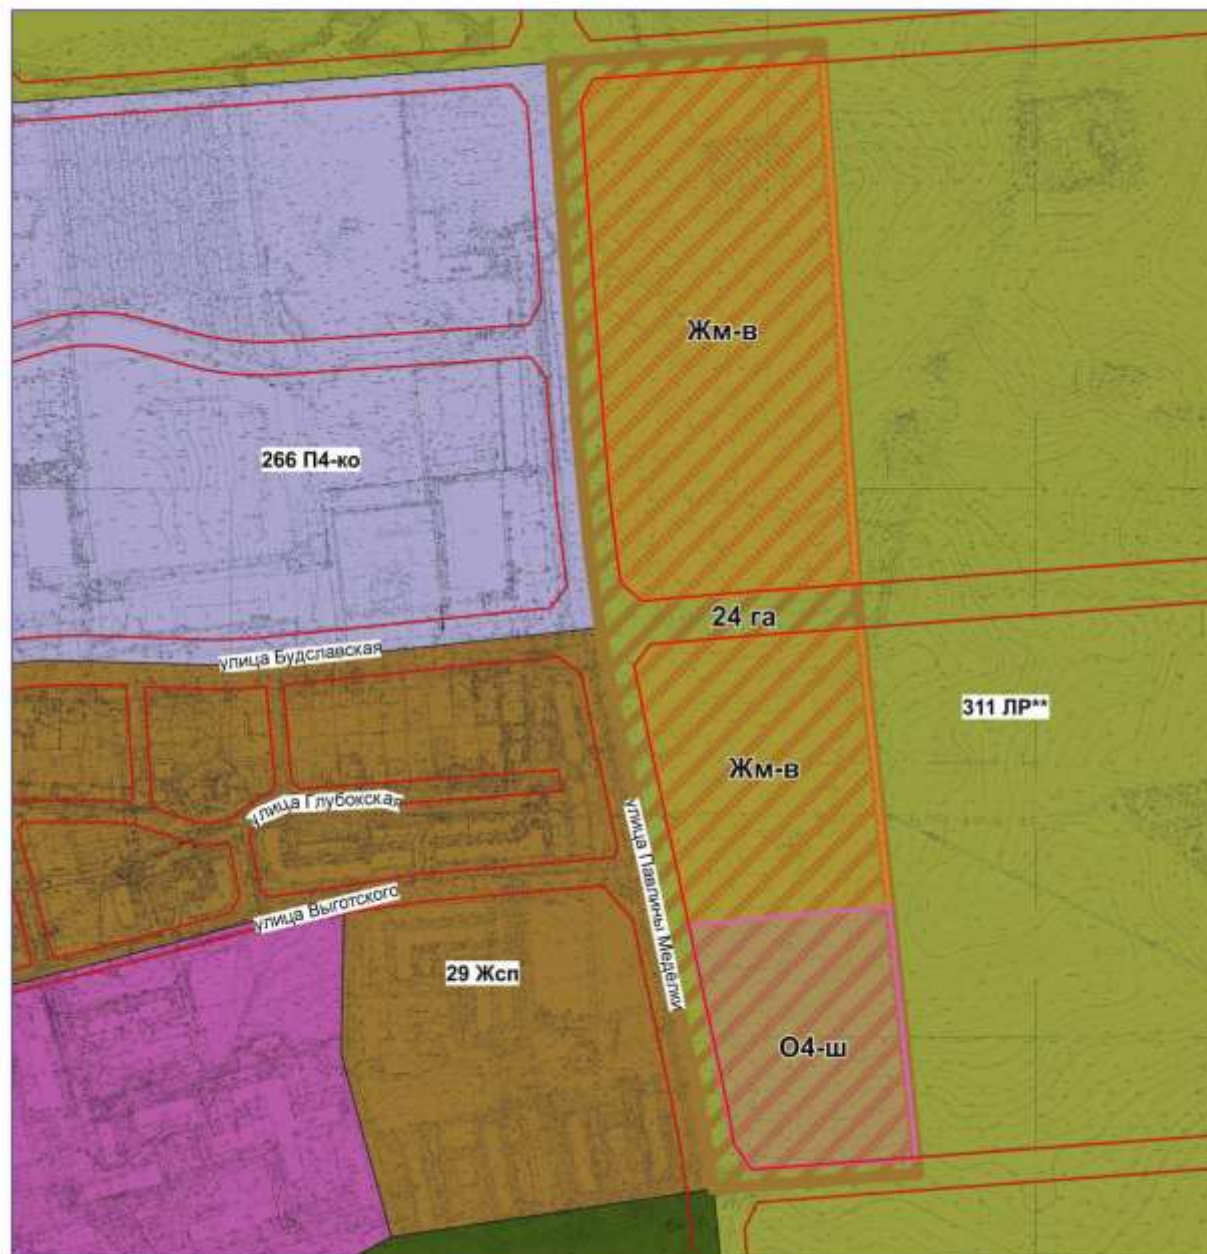 Жм-в
266 П4-ко
24 га
улица Будславская
311 ЛР**
Жм-в
улица Глубокская
улица Павлины Медёлки
улица Выготского
29 Жсп
О4-ш